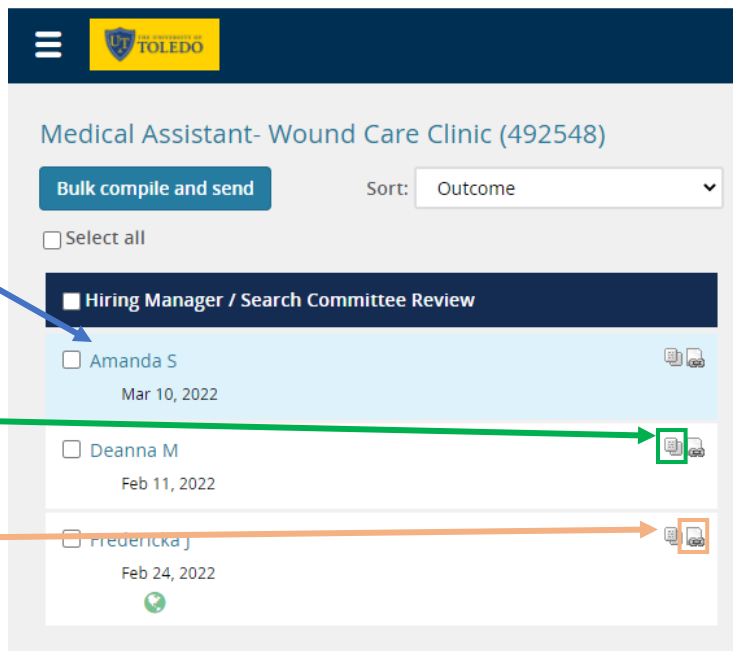 THE UNIVERSITY OF
UT TOLEDO
Medical Assistant- Wound Care Clinic (492548)
Bulk compile and send Sort: Outcome
Select all
Hiring Manager / Search Committee Review
Amanda S
Mar 10, 2022
Deanna M
Feb 11, 2022
Fredericka J
Feb 24, 2022